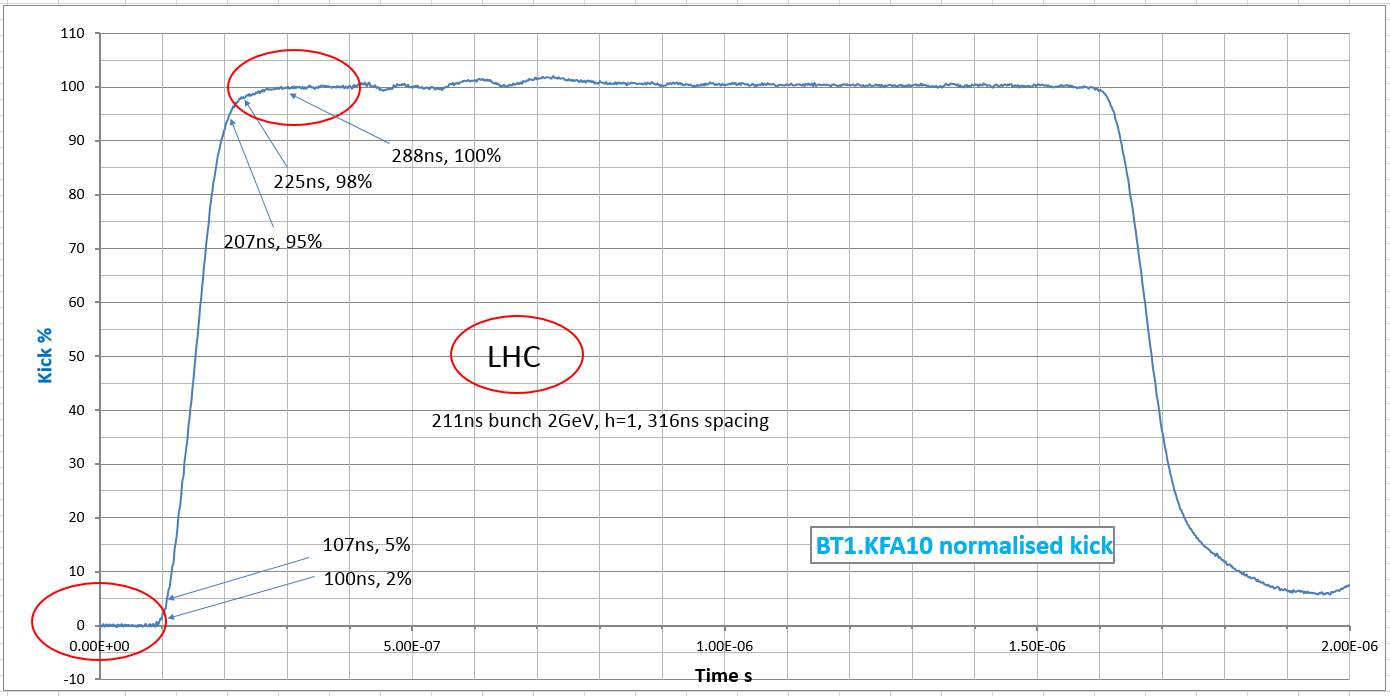 110
100
90
80
70
60
50
40
30
20
10
0
-10
Kick %
288ns, 100%
225ns, 98%
207ns, 95%
LHC
211ns bunch 2GeV, h=1, 316ns spacing
BT1.KFA10 normalised kick
107ns, 5%
100ns, 2%
0.00E+00
5.00E-07
1.00E-06
1.50E-06
2.00E-06
Time s